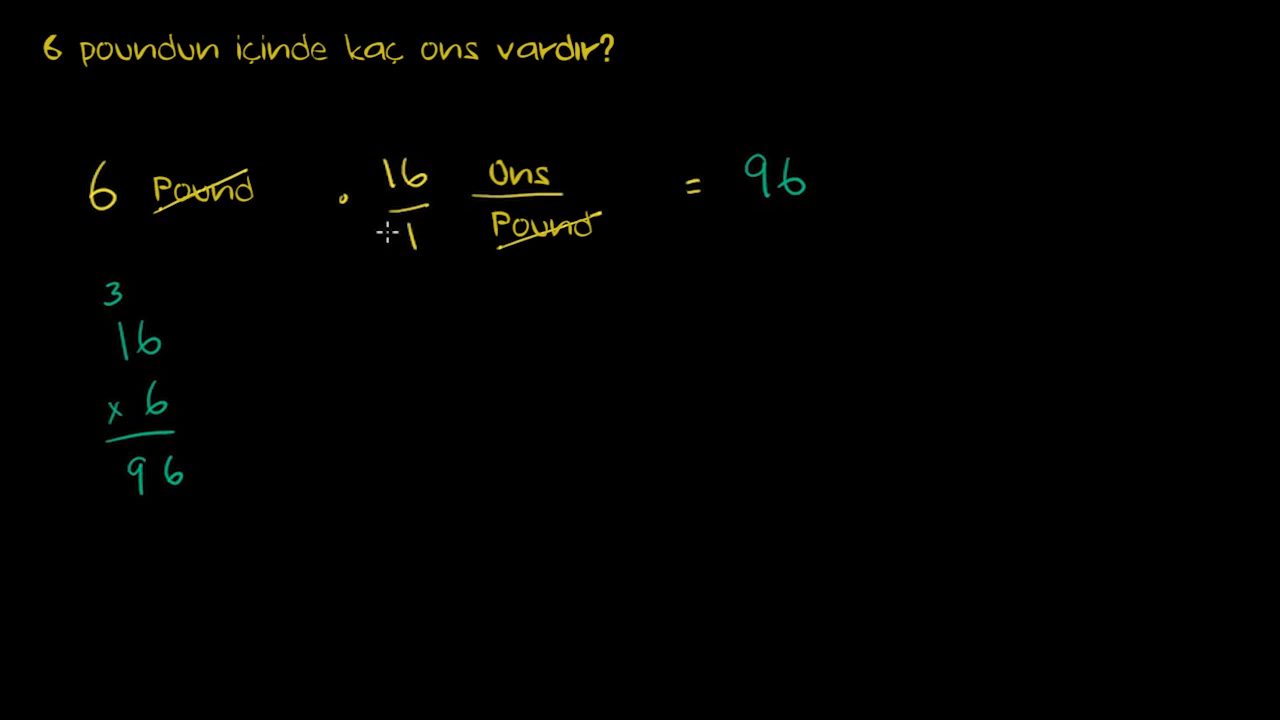 6 poundun içinde kaç ons vardır?
6 Pound . 16/1 Ons/Pound = 96
3
16
x 6
96